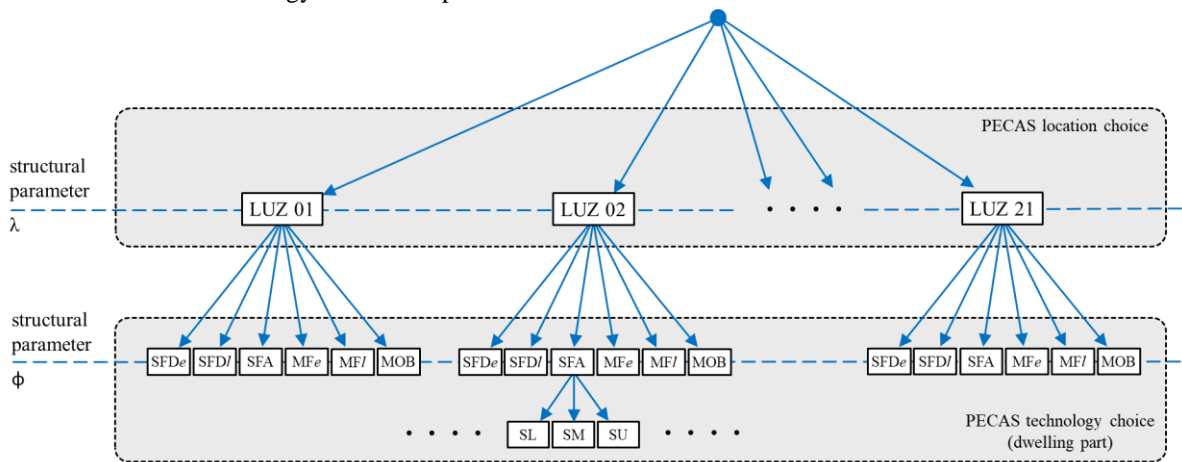 PECAS location choice
structural
parameter
λ
LUZ 01
LUZ 02
. . . .
LUZ 21
structural
parameter
ϕ
SFDe SFDl SFA MFe MFl MOB
SFDe SFDl SFA MFe MFl MOB
SFDe SFDl SFA MFe MFl MOB
. . . . SL SM SU . . . .
PECAS technology choice
(dwelling part)